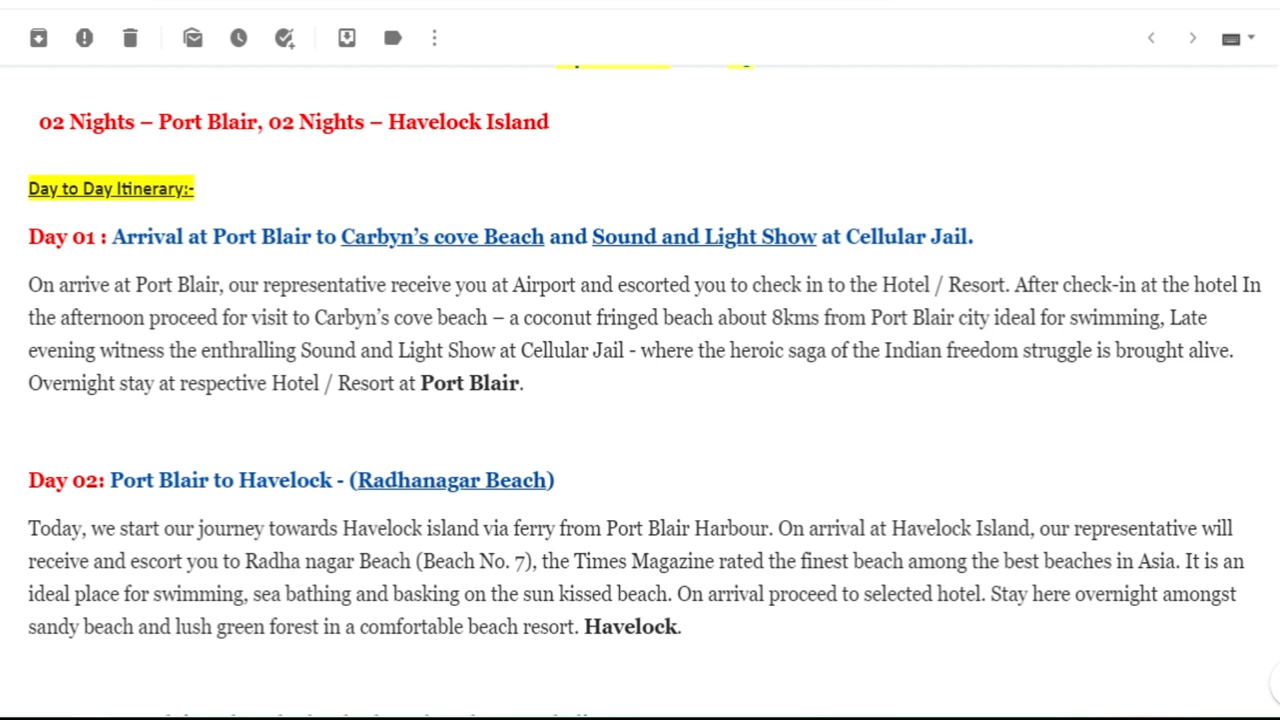 02 Nights – Port Blair, 02 Nights – Havelock Island
Day to Day Itinerary:-
Day 01 : Arrival at Port Blair to Carbyn’s cove Beach and Sound and Light Show at Cellular Jail.
On arrive at Port Blair, our representative receive you at Airport and escorted you to check in to the Hotel / Resort. After check-in at the hotel In
the afternoon proceed for visit to Carbyn’s cove beach – a coconut fringed beach about 8kms from Port Blair city ideal for swimming, Late
evening witness the enthralling Sound and Light Show at Cellular Jail - where the heroic saga of the Indian freedom struggle is brought alive.
Overnight stay at respective Hotel / Resort at Port Blair.
Day 02: Port Blair to Havelock - (Radhanagar Beach)
Today, we start our journey towards Havelock island via ferry from Port Blair Harbour. On arrival at Havelock Island, our representative will
receive and escort you to Radha nagar Beach (Beach No. 7), the Times Magazine rated the finest beach among the best beaches in Asia. It is an
ideal place for swimming, sea bathing and basking on the sun kissed beach. On arrival proceed to selected hotel. Stay here overnight amongst
sandy beach and lush green forest in a comfortable beach resort. Havelock.